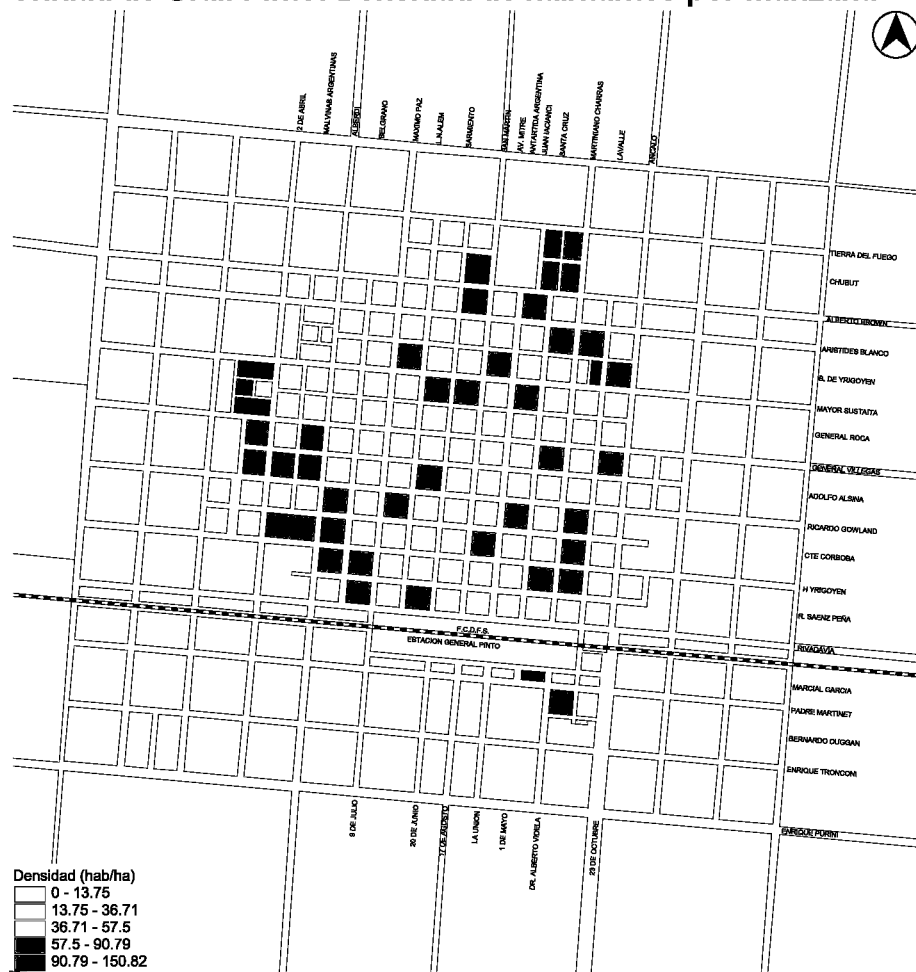 2 DE ABRIL
MALVINAS ARGENTINAS
ALBERDI
BELGRANO
MAXIMO PAZ
L.N.ALEM
SARMIENTO
SAN MARTIN
AV. MITRE
ANTARTIDA ARGENTINA
JUAN IACIANCI
SANTA CRUZ
MARTINIANO CHARRAS
LAVALLE
ANCALO
TIERRA DEL FUEGO
CHUBUT
ALBERTO BROWN
ARISTIDES BLANCO
B. DE YRIGOYEN
MAYOR SUSTAITA
GENERAL ROCA
GENERAL VILLEGAS
ADOLFO ALSINA
RICARDO GOWLAND
CTE CORDOBA
H YRIGOYEN
R. SAENZ PEÑA
RIVADAVIA
F.C.D.F.S.
ESTACION GENERAL PINTO
MARCIAL GARCIA
PADRE MARTINET
BERNARDO DUGGAN
ENRIQUE TRONCONI
ENRIQUE PURINI
9 DE JULIO
20 DE JUNIO
17 DE AGOSTO
LA UNION
1 DE MAYO
DR. ALBERTO VIDELA
23 DE OCTUBRE
Densidad (hab/ha)
0 - 13.75
13.75 - 36.71
36.71 - 57.5
57.5 - 90.79
90.79 - 150.82